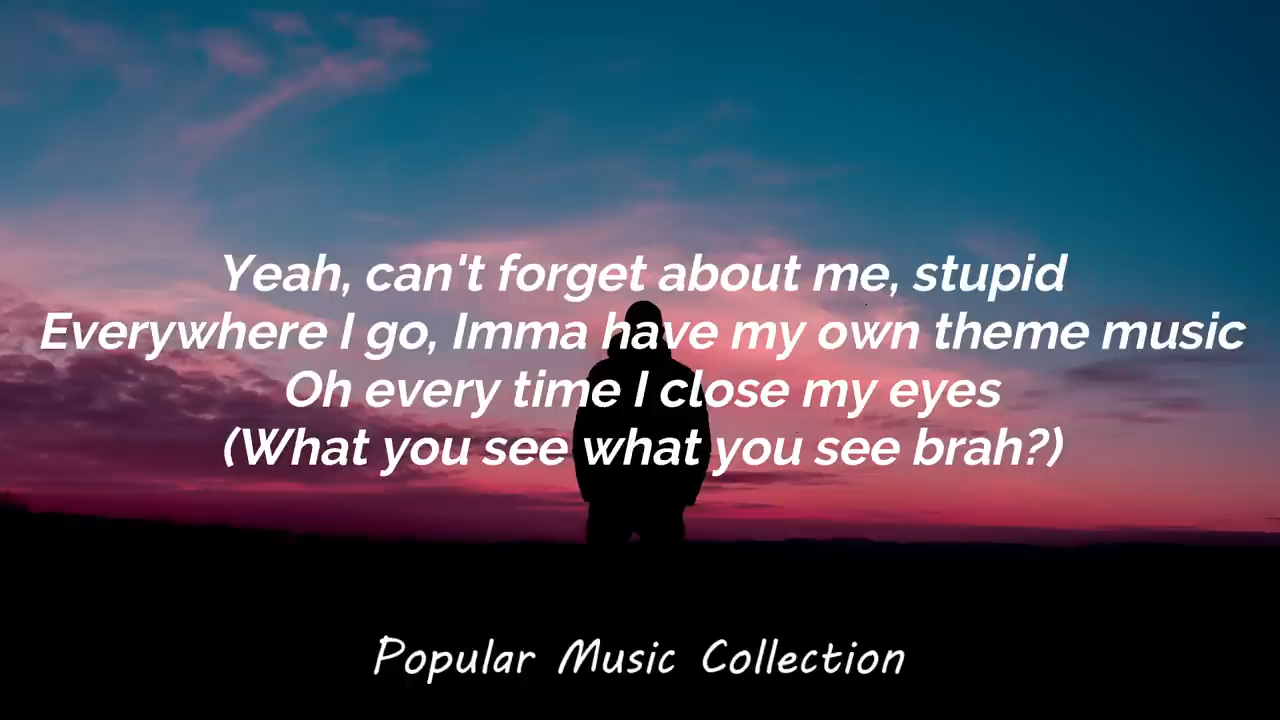 Yeah, can't forget about me, stupid
Everywhere I go, Imma have my own theme music
Oh every time I close my eyes
(What you see what you see brah?)
Popular Music Collection